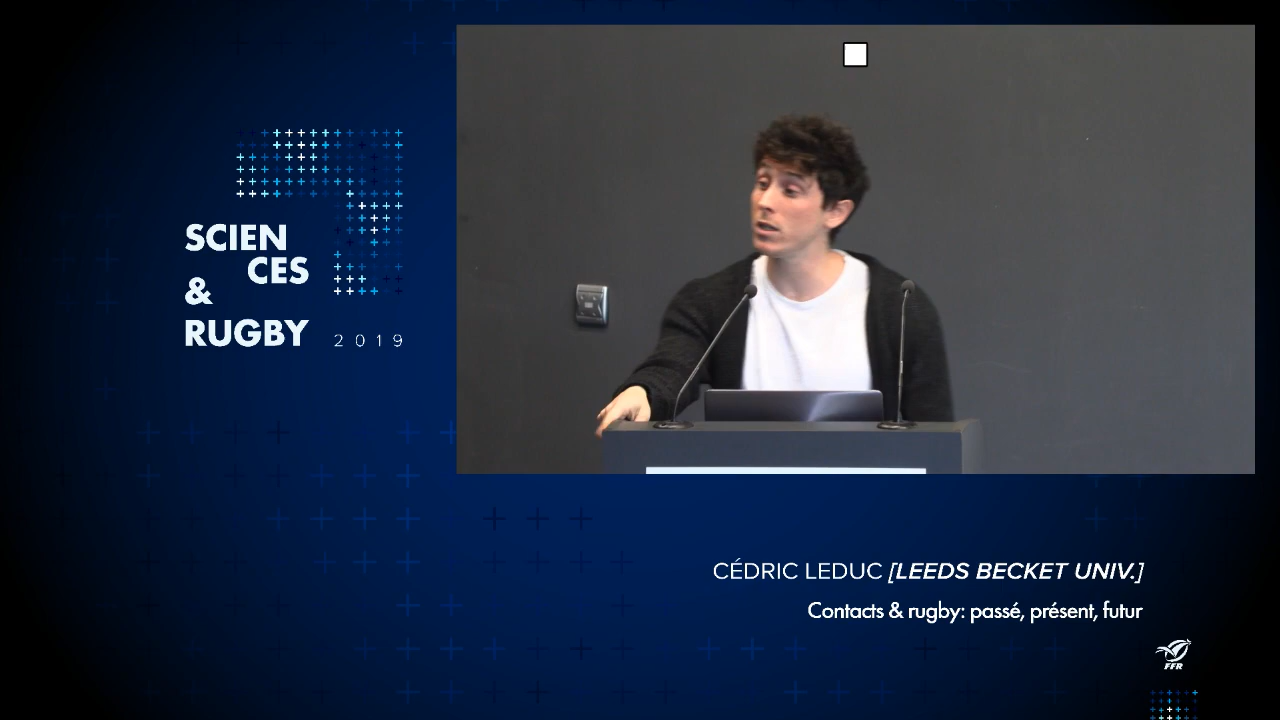 SCIEN
CES
&
RUGBY 2019
CÉDRIC LEDUC [LEEDS BECKET UNIV.]
Contacts & rugby: passé, présent, futur
FFR